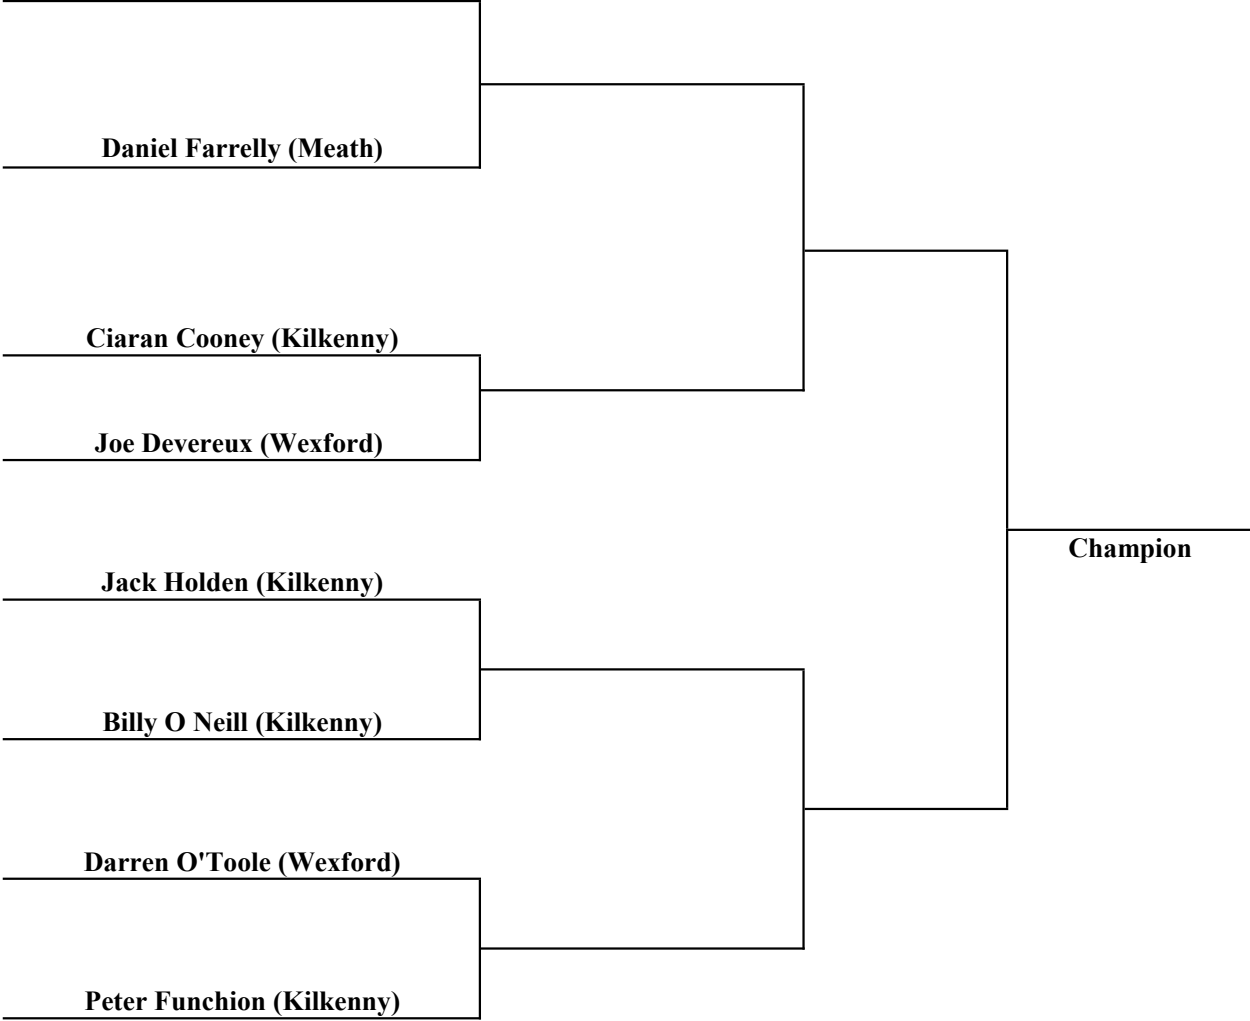 Daniel Farrelly (Meath)
Ciaran Cooney (Kilkenny)
Joe Devereux (Wexford)
Jack Holden (Kilkenny)
Champion
Billy O Neill (Kilkenny)
Darren O'Toole (Wexford)
Peter Funchion (Kilkenny)